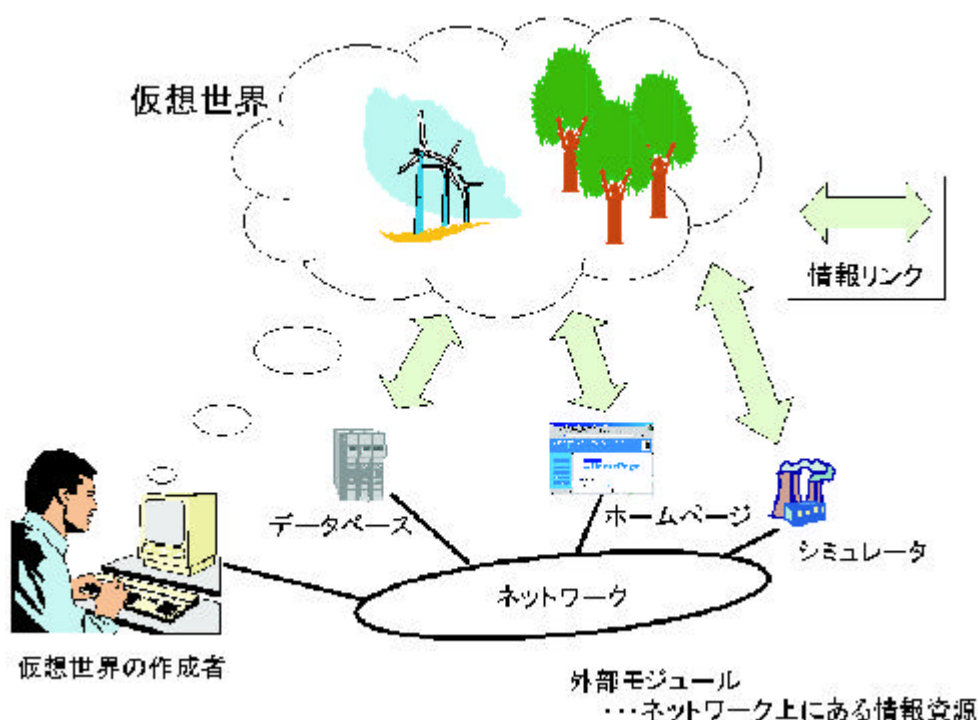 仮想世界
情報リンク
データベース
ホームページ
シミュレータ
ネットワーク
仮想世界の作成者
外部モジュール
・・・ネットワーク上にある情報資源